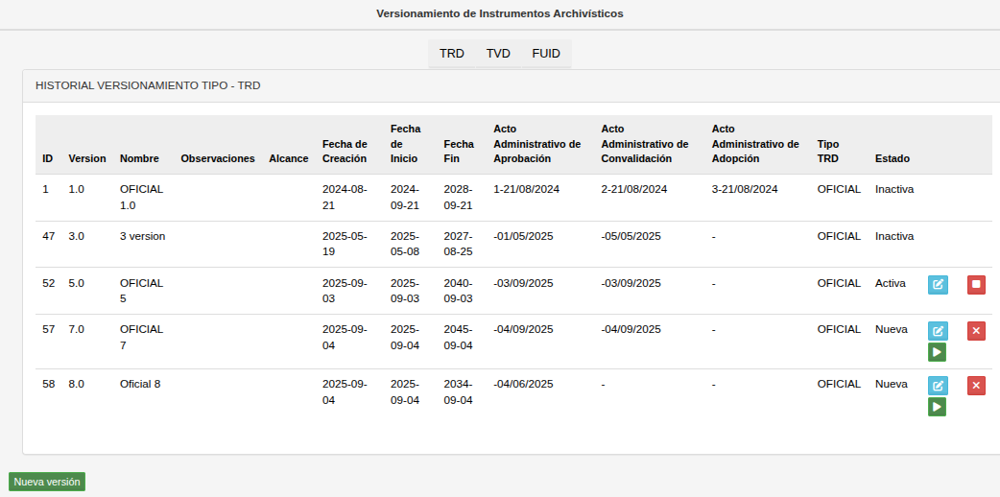 Versionamiento de Instrumentos Archivísticos
TRD TVD FUID
HISTORIAL VERSIONAMIENTO TIPO - TRD
Fecha Acto Acto Acto
Fecha de de Fecha Administrativo de Administrativo de Administrativo de Tipo
ID Version Nombre Observaciones Alcance Creación Inicio Fin Aprobación Convalidación Adopción TRD Estado
1 1.0 OFICIAL 2024-08- 2024- 2028- 1-21/08/2024 2-21/08/2024 3-21/08/2024 OFICIAL Inactiva
1.0 21 09-21 09-21
47 3.0 3 version 2025-05- 2025- 2027- -01/05/2025 -05/05/2025 - OFICIAL Inactiva
19 05-08 08-25
52 5.0 OFICIAL 2025-09- 2025- 2040- -03/09/2025 -03/09/2025 - OFICIAL Activa
5 03 09-03 09-03
57 7.0 OFICIAL 2025-09- 2025- 2045- -04/09/2025 -04/09/2025 - OFICIAL Nueva
7 04 09-04 09-04
58 8.0 Oficial 8 2025-09- 2025- 2034- -04/06/2025 - - OFICIAL Nueva
04 09-04 09-04
Nueva versión